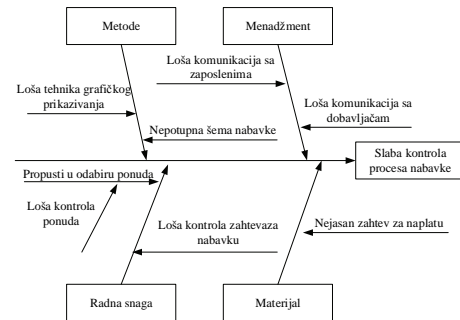 Metode
Menadžment
Loša komunikacija sa
zaposlenima
Loša tehnika grafičkog
prikazivanja
Loša komunikacija sa
dobavljačam
Nepotupna šema nabavke
Slaba kontrola
procesa nabavke
Propusti u odabiru ponuda
Loša kontrola
ponuda
Loša kontrola zahtevaza
nabavku
Nejasan zahtev za naplatu
Radna snaga
Materijal